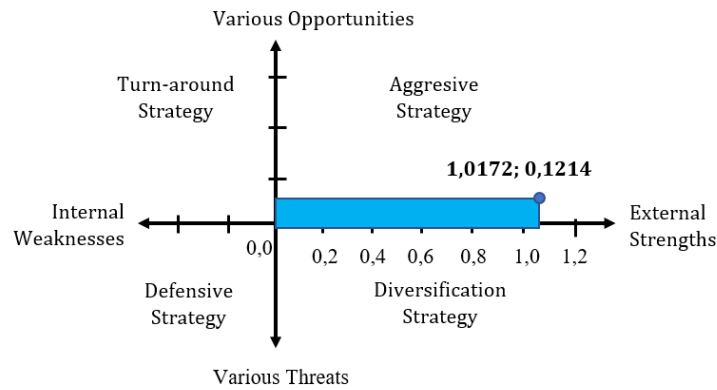 Various Opportunities
Turn-around
Strategy
Aggresive
Strategy
1,0172; 0,1214
Internal
Weaknesses
External
Strengths
0,0
0,2
0,4
0,6
0,8
1,0
1,2
Defensive
Strategy
Diversification
Strategy
Various Threats